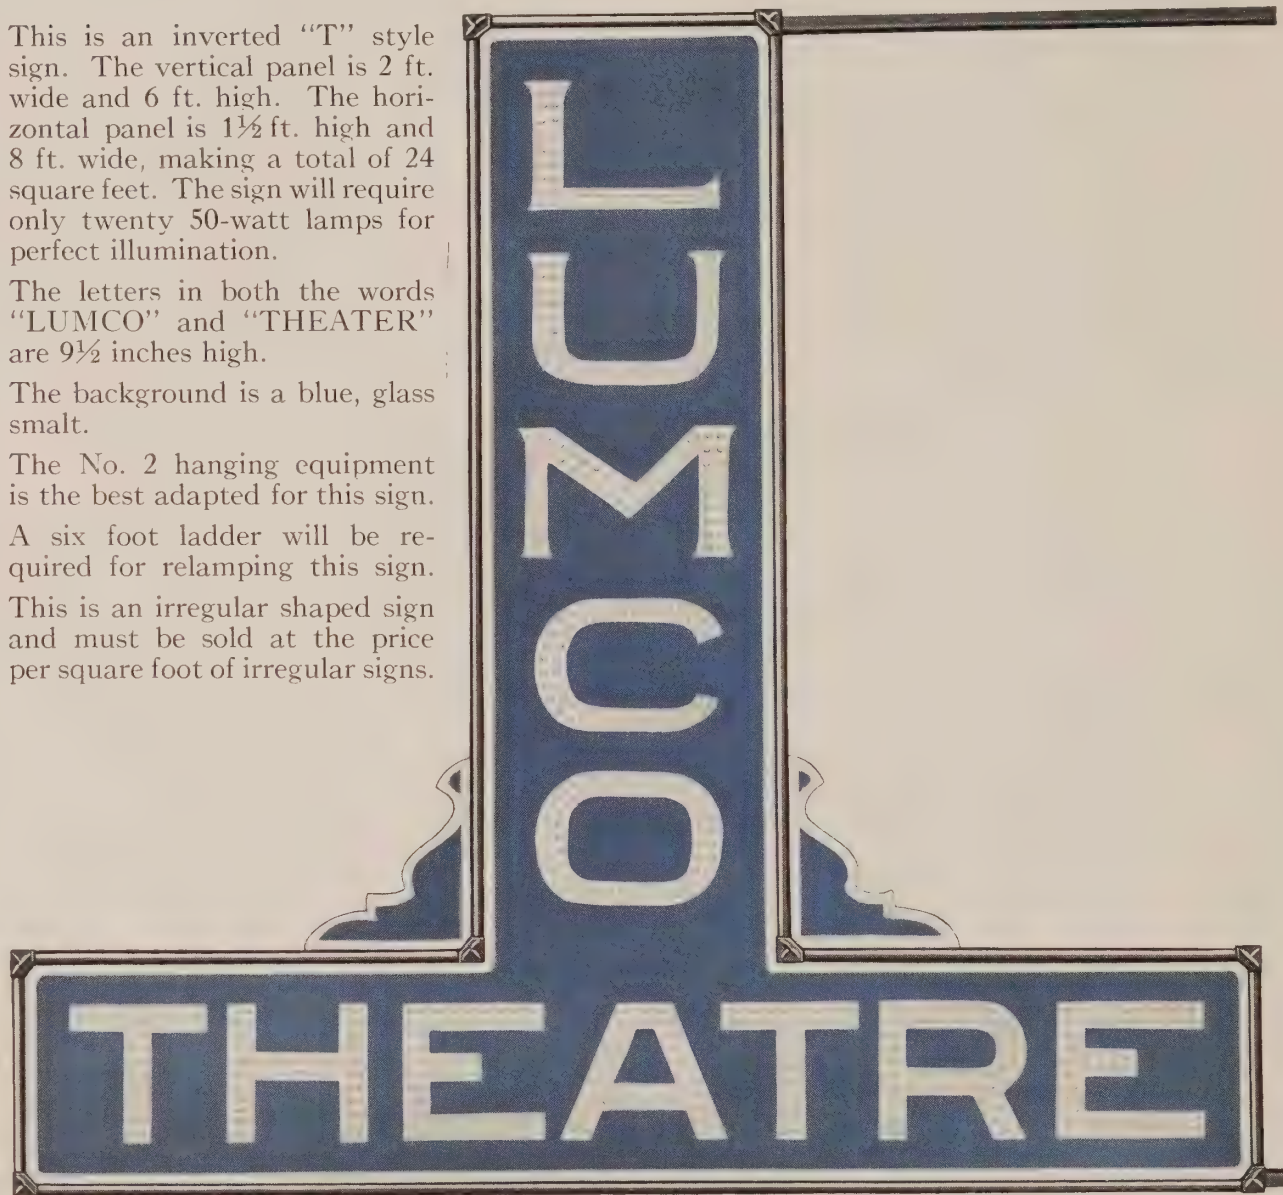 This is an inverted “T” style
sign. The vertical panel is 2 ft.
wide and 6 ft. high. The hori-
zontal panel is 1½ ft. high and
8 ft. wide, making a total of 24
square feet. The sign will require
only twenty 50-watt lamps for
perfect illumination.
The letters in both the words
“LUMCO” and “THEATER”
are 9½ inches high.
The background is a blue, glass
smalt.
The No. 2 hanging equipment
is the best adapted for this sign.
A six foot ladder will be re-
quired for relamping this sign.
This is an irregular shaped sign
and must be sold at the price
per square foot of irregular signs.
L
U
M
C
O
THEATRE